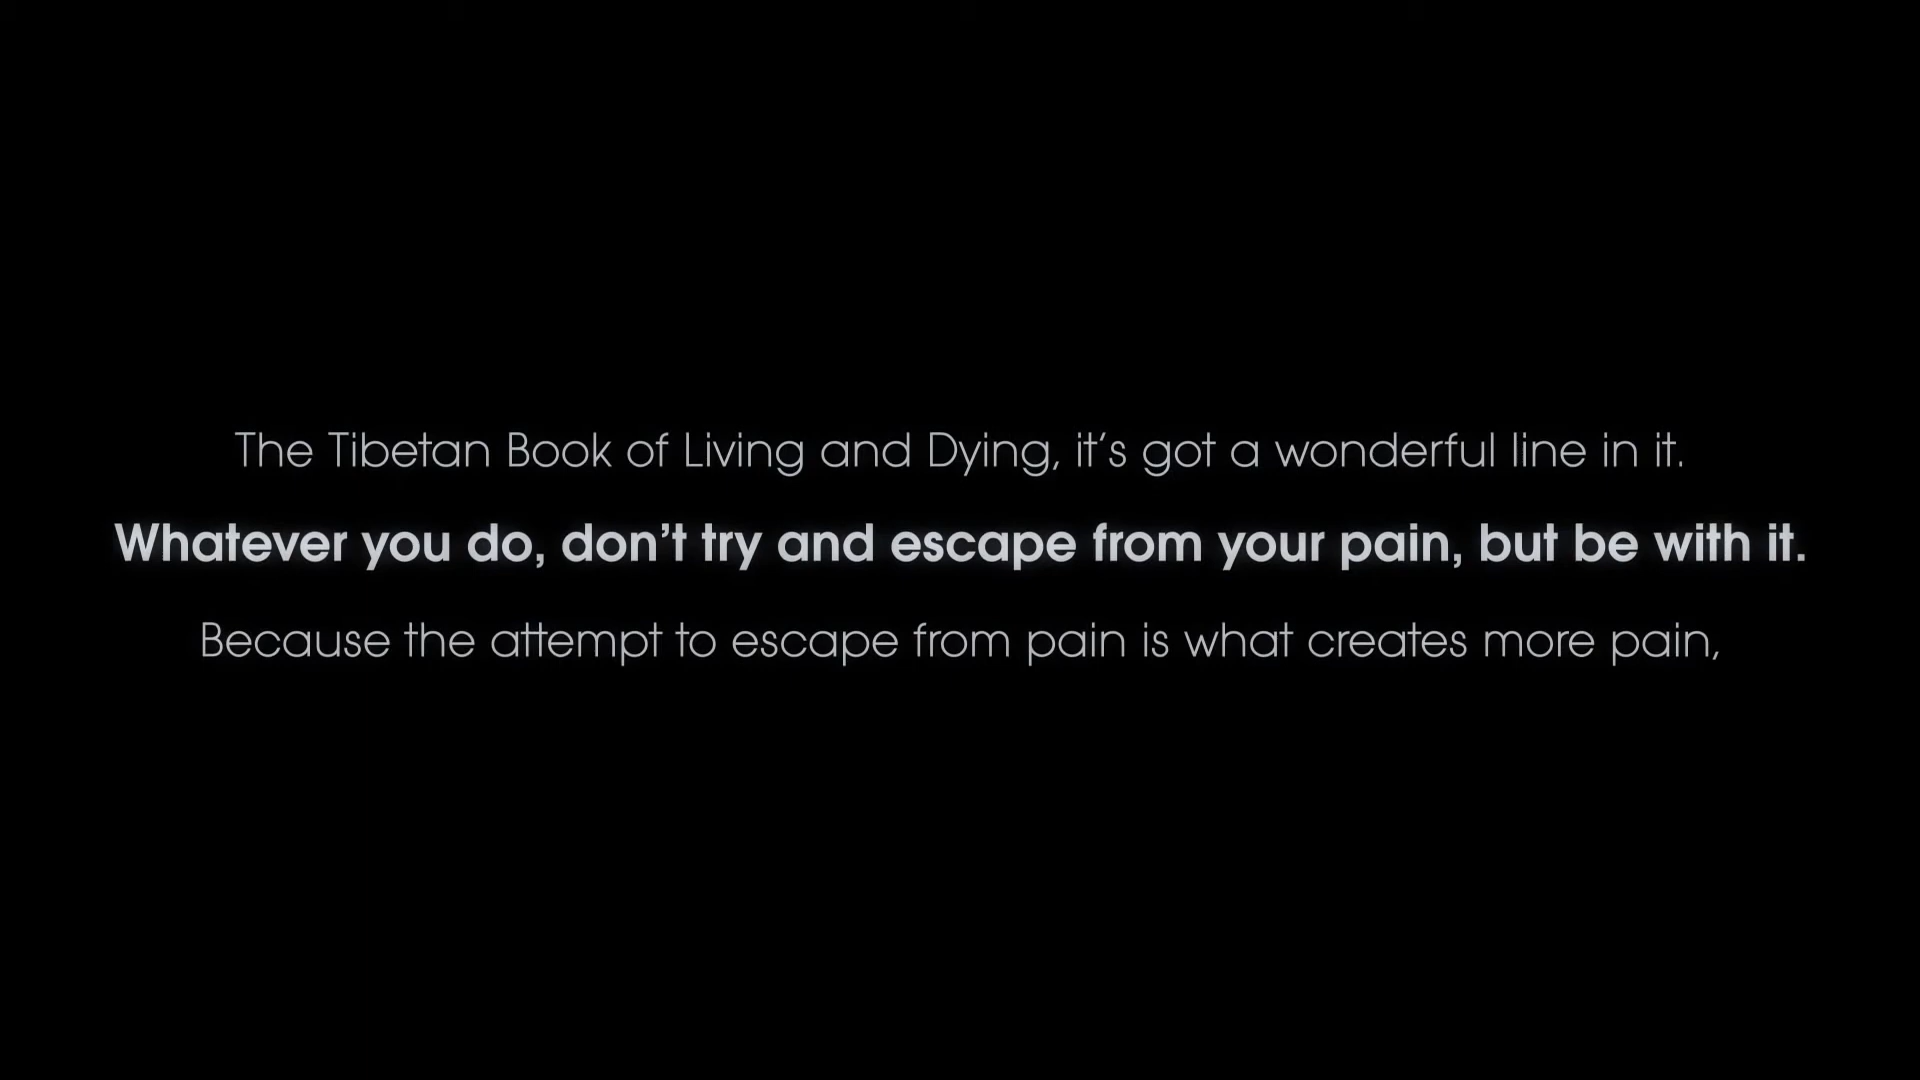 The Tibetan Book of Living and Dying, it’s got a wonderful line in it.
Whatever you do, don’t try and escape from your pain, but be with it.
Because the attempt to escape from pain is what creates more pain,